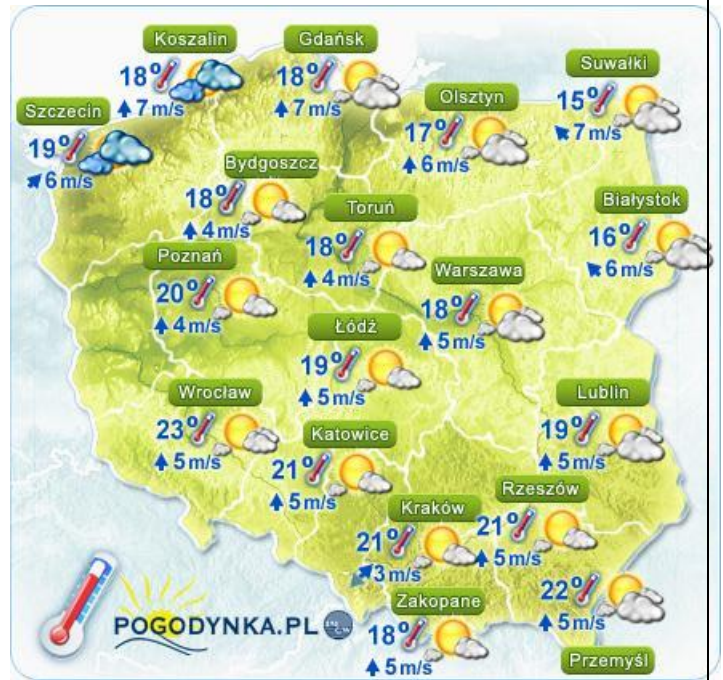 Koszalin
18°
7 m/s
Gdańsk
18°
7 m/s
Suwałki
15°
7 m/s
Szczecin
19°
6 m/s
Olsztyn
17°
6 m/s
Bydgoszcz
18°
4 m/s
Toruń
18°
4 m/s
Białystok
16°
6 m/s
Poznań
20°
4 m/s
Warszawa
18°
5 m/s
Łódź
19°
5 m/s
Wrocław
23°
5 m/s
Katowice
21°
5 m/s
Lublin
19°
5 m/s
Kraków
21°
3 m/s
Rzeszów
21°
5 m/s
Zakopane
18°
5 m/s
22°
5 m/s
Przemyśl
POGODYNKA.PL